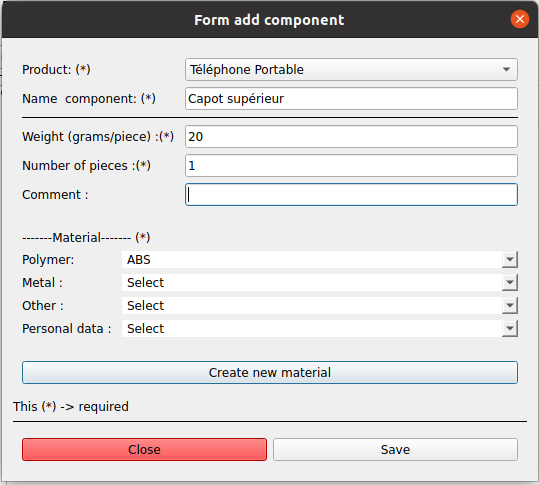 Form add component
Product: (*) Téléphone Portable
Name component: (*) Capot supérieur
Weight (grams/piece) :(*) 20
Number of pieces :(*) 1
Comment :
-------Material------- (*)
Polymer: ABS
Metal : Select
Other : Select
Personal data : Select
Create new material
This (*) -> required
Close Save